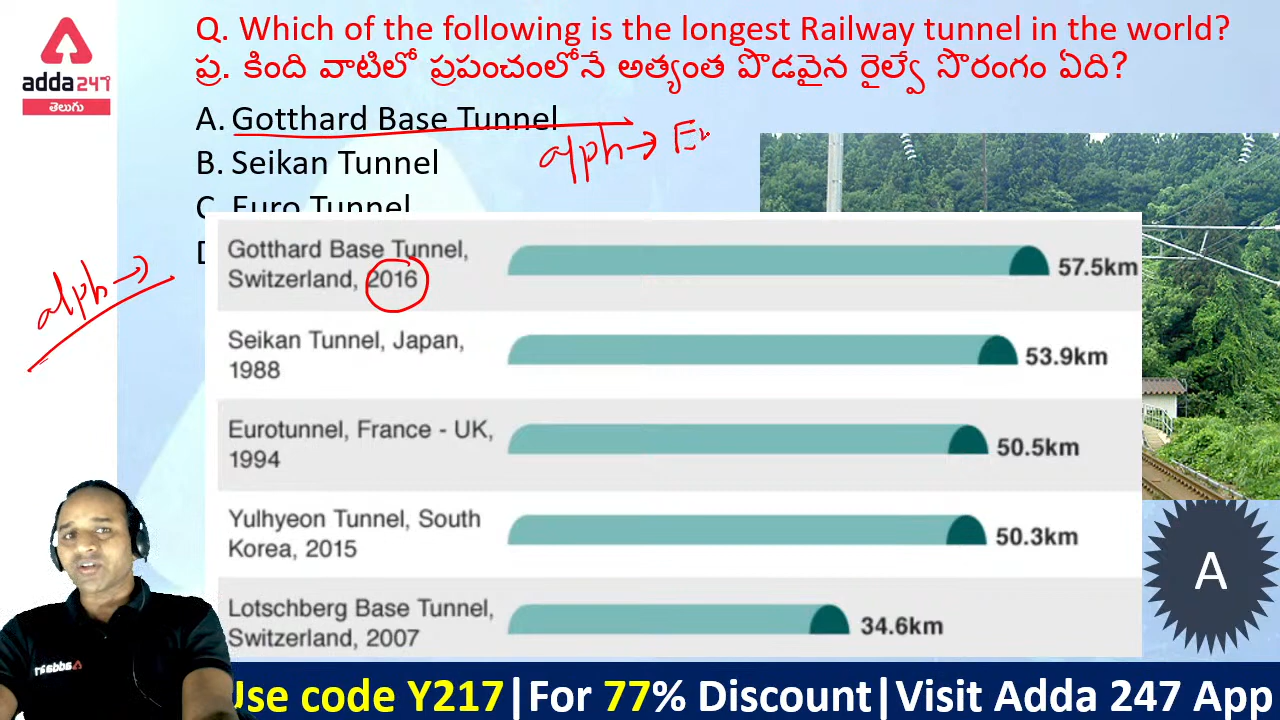 Q. Which of the following is the longest Railway tunnel in the world?
ప్ర. కింది వాటిలో ప్రపంచంలోనే అత్యంత పొడవైన రైల్వే సొరంగం ఏది?
adda247
తెలుగు
A. Gotthard Base Tunnel
alph→
B. Seikan Tunnel
C. Euro Tunnel
Gotthard Base Tunnel,
Switzerland, 2016
57.5km
alph→
Seikan Tunnel, Japan,
1988
53.9km
Eurotunnel, France - UK,
1994
50.5km
Yulhyeon Tunnel, South
Korea, 2015
50.3km
A
Lotschberg Base Tunnel,
Switzerland, 2007
34.6km
Use code Y217|For 77% Discount|Visit Adda 247 App